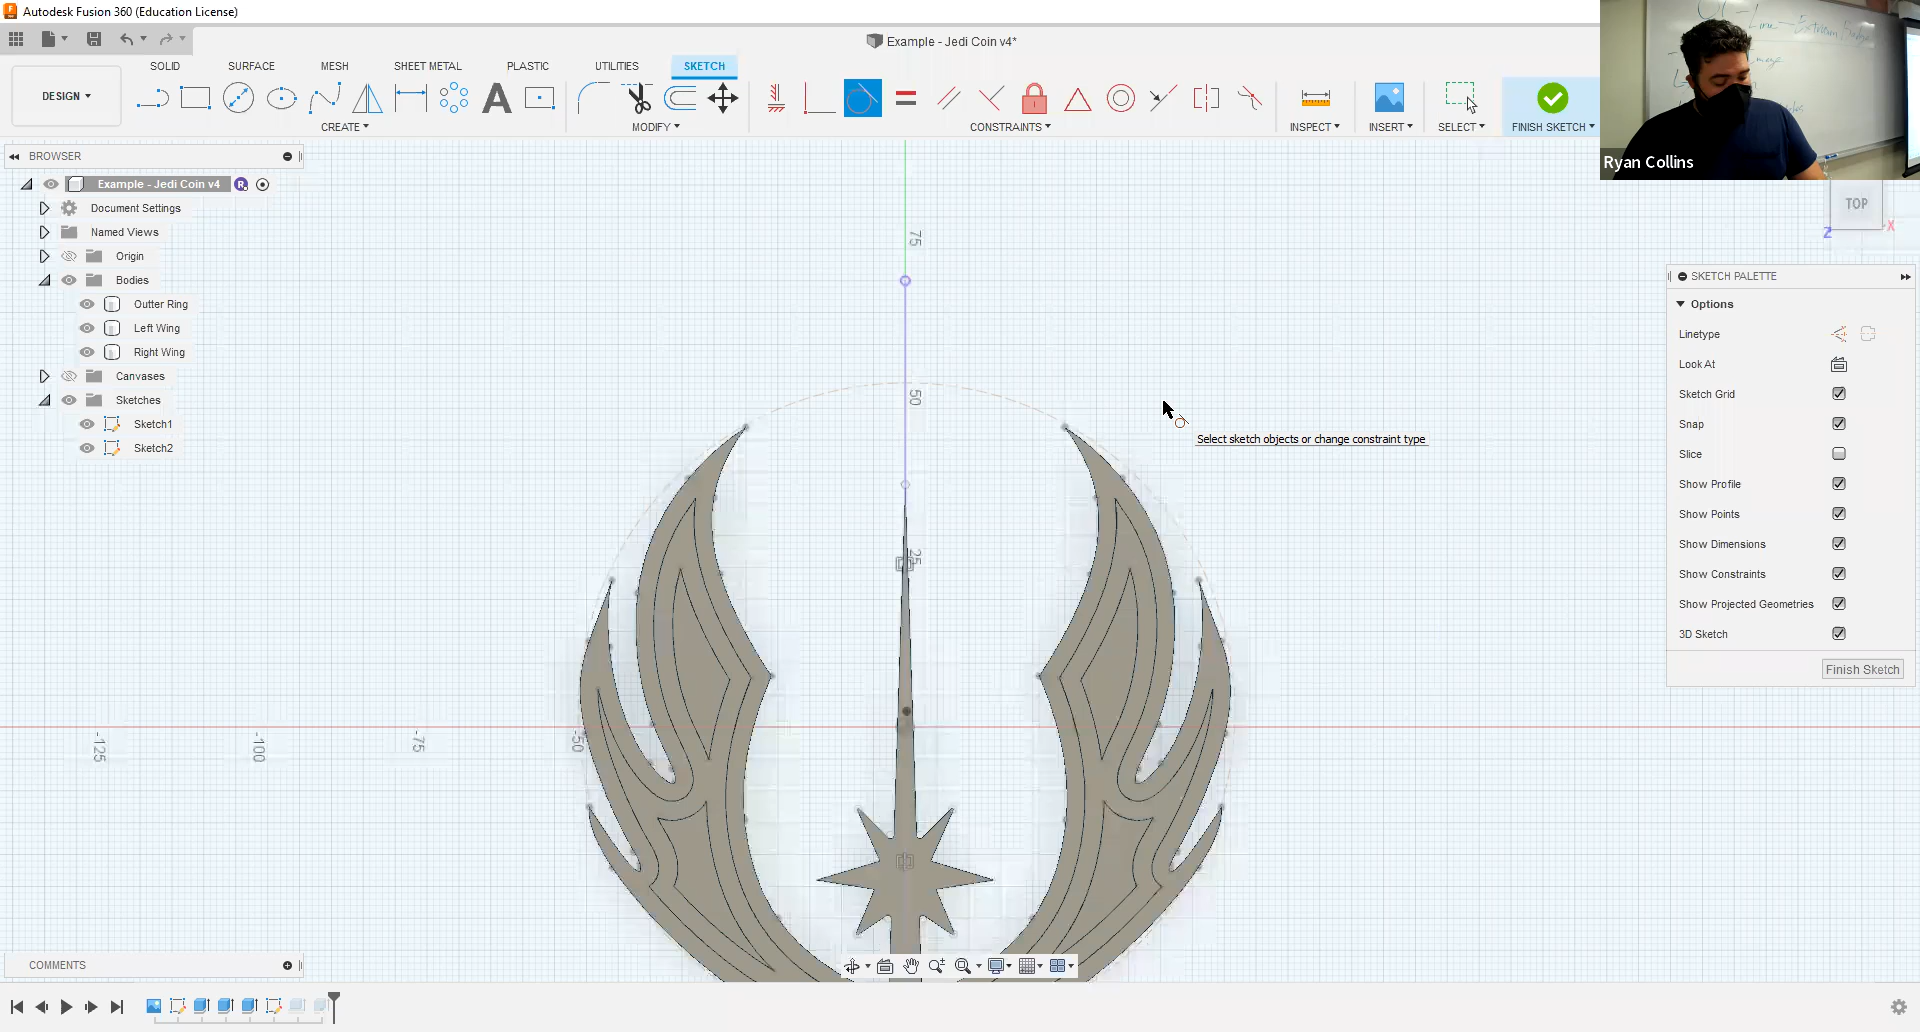 Autodesk Fusion 360 (Education License)
Example - Jedi Coin v4*
SOLID SURFACE MESH SHEET METAL PLASTIC UTILITIES SKETCH
DESIGN
CREATE MODIFY CONSTRAINTS INSPECT INSERT SELECT FINISH SKETCH
Ryan Collins
BROWSER
Example - Jedi Coin v4 R
Document Settings
Named Views
Origin
Bodies
Outter Ring
Left Wing
Right Wing
Canvases
Sketches
Sketch1
Sketch2
TOP
X
Z
SKETCH PALETTE
Options
Linetype
Look At
Sketch Grid
Snap
Slice
Show Profile
Show Points
Show Dimensions
Show Constraints
Show Projected Geometries
3D Sketch
Finish Sketch
75
50
25
Select sketch objects or change constraint type
-125 -100 -75 -50
COMMENTS